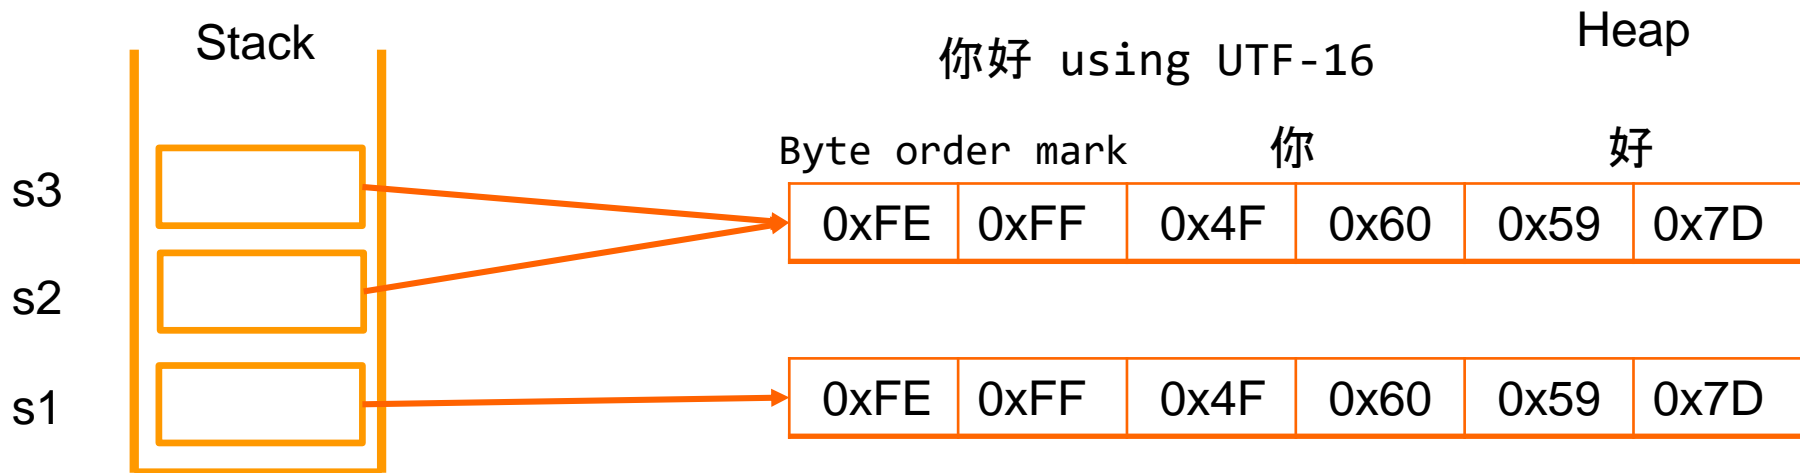 Stack
你好 using UTF-16
Heap
Byte order mark 你 好
s3
0xFE 0xFF 0x4F 0x60 0x59 0x7D
s2
s1
0xFE 0xFF 0x4F 0x60 0x59 0x7D